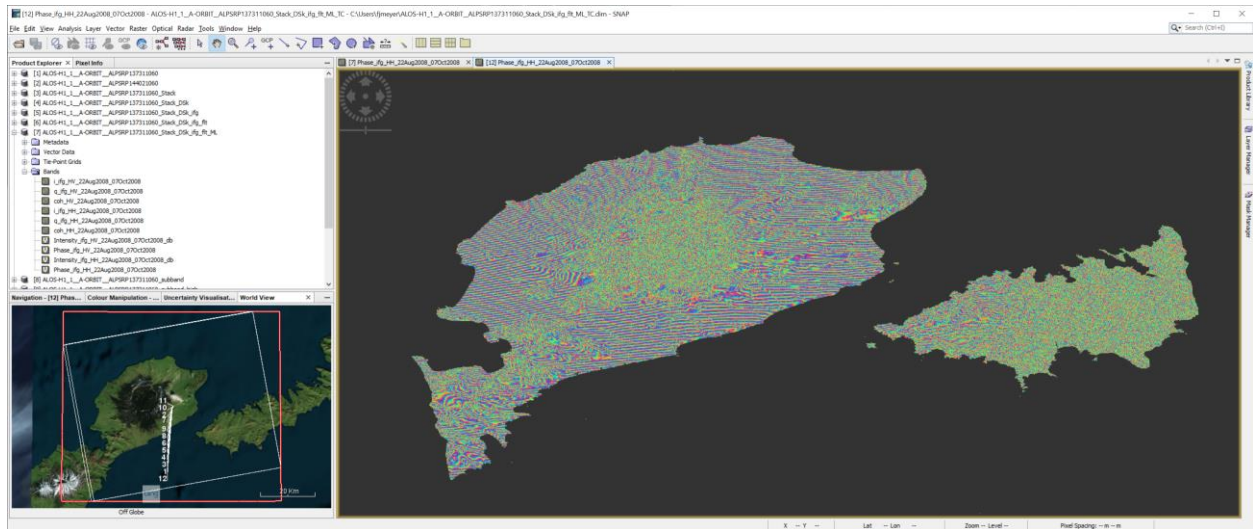 [12] Phase_ifg_HH_22Aug2008_07Oct2008 - ALOS-H1_1__A-ORBIT__ALPSRP137311060_Stack_DSk_ifg_flt_ML_TC - C:\Users\fjmeyer\ALOS-H1_1__A-ORBIT__ALPSRP137311060_Stack_DSk_ifg_flt_ML_TC.dim - SNAP
File Edit View Analysis Layer Vector Raster Optical Radar Tools Window Help
Search (Ctrl+I)
Product Explorer × Pixel Info
[7] Phase_ifg_HH_22Aug2008_07Oct2008 × [12] Phase_ifg_HH_22Aug2008_07Oct2008 ×
[1] ALOS-H1_1__A-ORBIT__ALPSRP137311060
[2] ALOS-H1_1__A-ORBIT__ALPSRP144021060
[3] ALOS-H1_1__A-ORBIT__ALPSRP137311060_Stack
[4] ALOS-H1_1__A-ORBIT__ALPSRP137311060_Stack_DSk
[5] ALOS-H1_1__A-ORBIT__ALPSRP137311060_Stack_DSk_ifg
[6] ALOS-H1_1__A-ORBIT__ALPSRP137311060_Stack_DSk_ifg_flt
[7] ALOS-H1_1__A-ORBIT__ALPSRP137311060_Stack_DSk_ifg_flt_ML
Metadata
Vector Data
Tie-Point Grids
Bands
i_ifg_HV_22Aug2008_07Oct2008
q_ifg_HV_22Aug2008_07Oct2008
coh_HV_22Aug2008_07Oct2008
i_ifg_HH_22Aug2008_07Oct2008
q_ifg_HH_22Aug2008_07Oct2008
coh_HH_22Aug2008_07Oct2008
Intensity_ifg_HV_22Aug2008_07Oct2008_db
Phase_ifg_HV_22Aug2008_07Oct2008
Intensity_ifg_HH_22Aug2008_07Oct2008_db
Phase_ifg_HH_22Aug2008_07Oct2008
[8] ALOS-H1_1__A-ORBIT__ALPSRP137311060_subband
Product Library
Layer Manager
Mask Manager
Navigation - [12] Phas... Colour Manipulation - ... Uncertainty Visualisat... World View ×
11
10
12
20 Km
Off Globe
X -- Y -- Lat -- Lon -- Zoom -- Level -- Pixel Spacing: -- m -- m